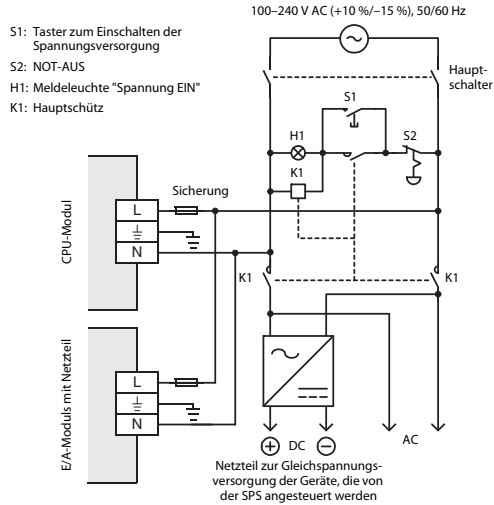 100–240 V AC (+10 %/–15 %), 50/60 Hz
S1: Taster zum Einschalten der
Spannungsversorgung
S2: NOT-AUS
H1: Meldeleuchte "Spannung EIN"
K1: Hauptschütz
Haupt-
schalter
S1
H1
S2
K1
Sicherung
CPU-Modul
L
N
K1
K1
E/A-Moduls mit Netzteil
L
N
DC
AC
Netzteil zur Gleichspannungs-
versorgung der Geräte, die von
der SPS angesteuert werden